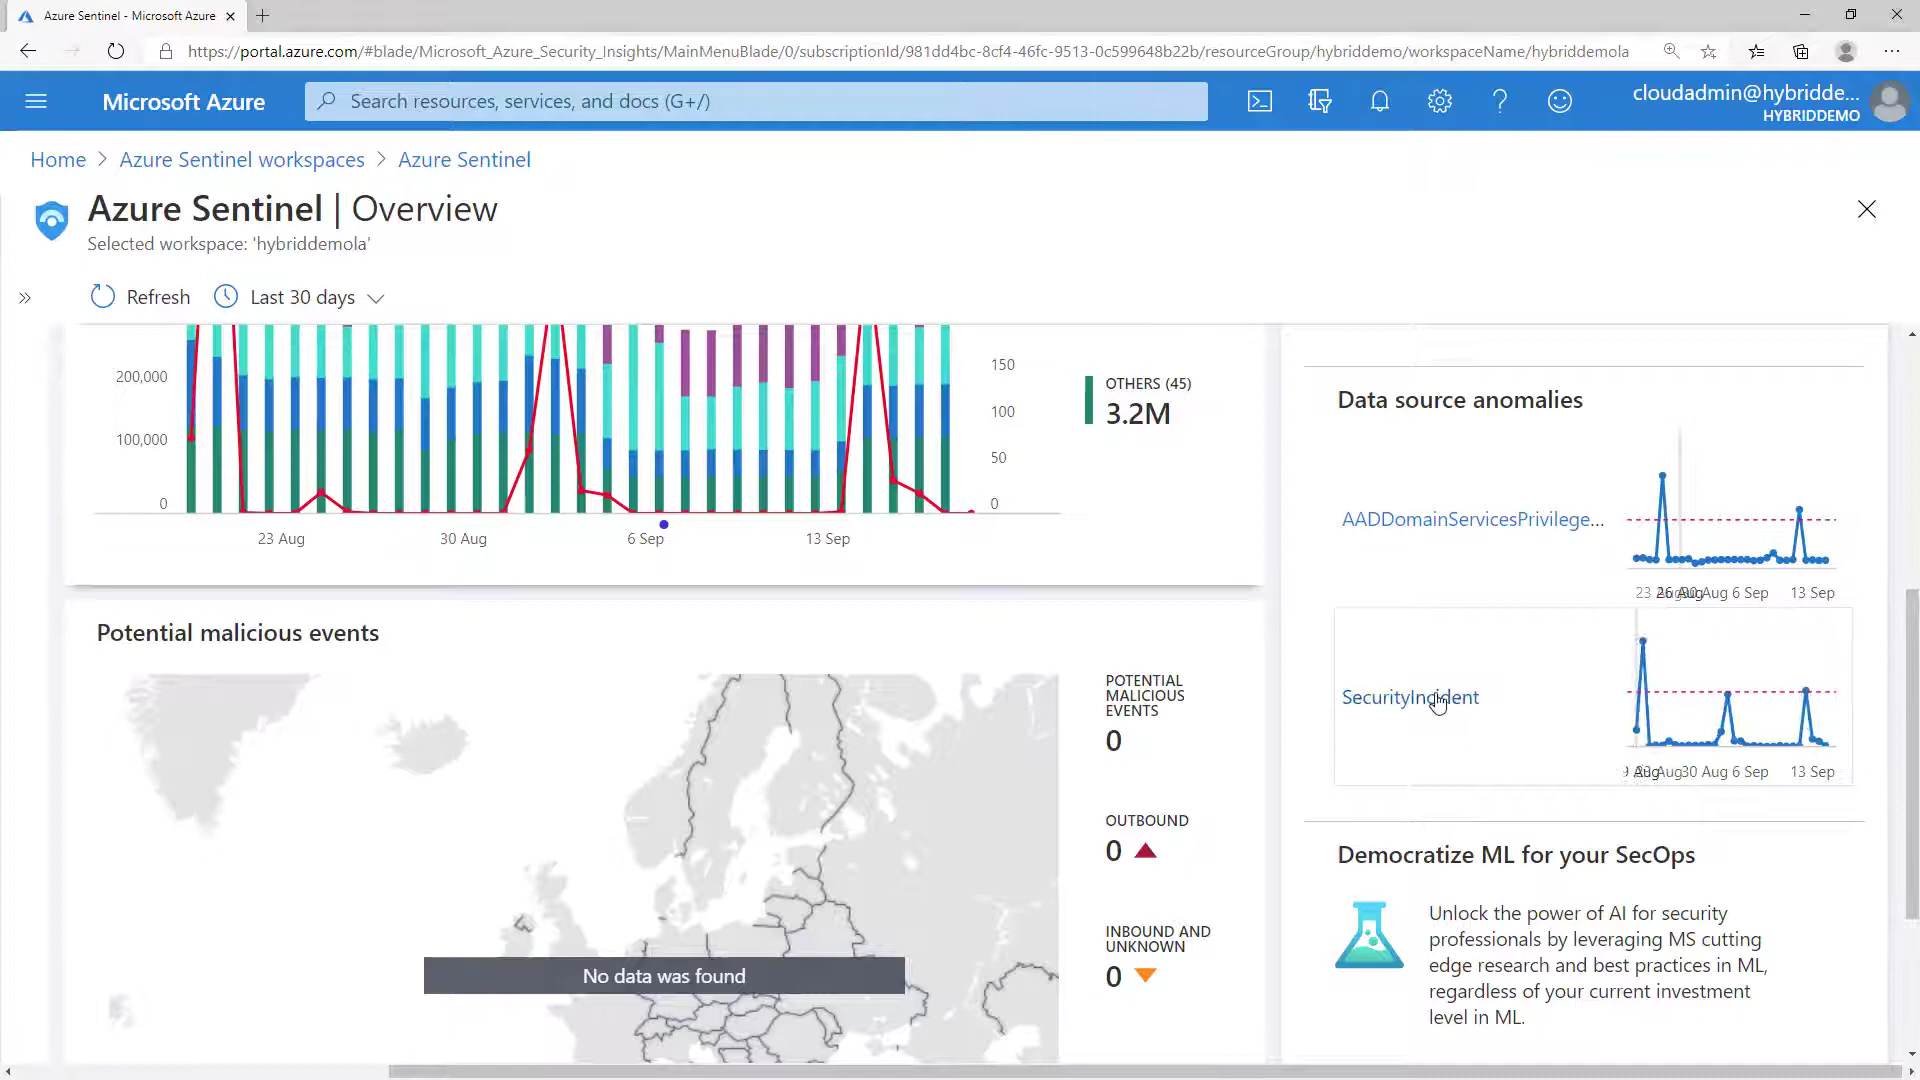 Azure Sentinel - Microsoft Azure
https://portal.azure.com/#blade/Microsoft_Azure_Security_Insights/MainMenuBlade/0/subscriptionId/981dd4bc-8cf4-46fc-9513-0c599648b22b/resourceGroup/hybriddemo/workspaceName/hybriddemola
Microsoft Azure
Search resources, services, and docs (G+/)
cloudadmin@hybridde...
HYBRIDDEMO
Home > Azure Sentinel workspaces > Azure Sentinel
Azure Sentinel | Overview
Selected workspace: 'hybriddemola'
Refresh
Last 30 days
200,000
100,000
0
150
100
50
0
23 Aug
30 Aug
6 Sep
13 Sep
OTHERS (45)
3.2M
Potential malicious events
No data was found
POTENTIAL
MALICIOUS
EVENTS
0
OUTBOUND
0
INBOUND AND
UNKNOWN
0
Data source anomalies
AADDomainServicesPrivilege...
23 Aug 6 Sep
13 Sep
SecurityIncident
30 Aug 6 Sep
13 Sep
Democratize ML for your SecOps
Unlock the power of AI for security
professionals by leveraging MS cutting
edge research and best practices in ML,
regardless of your current investment
level in ML.